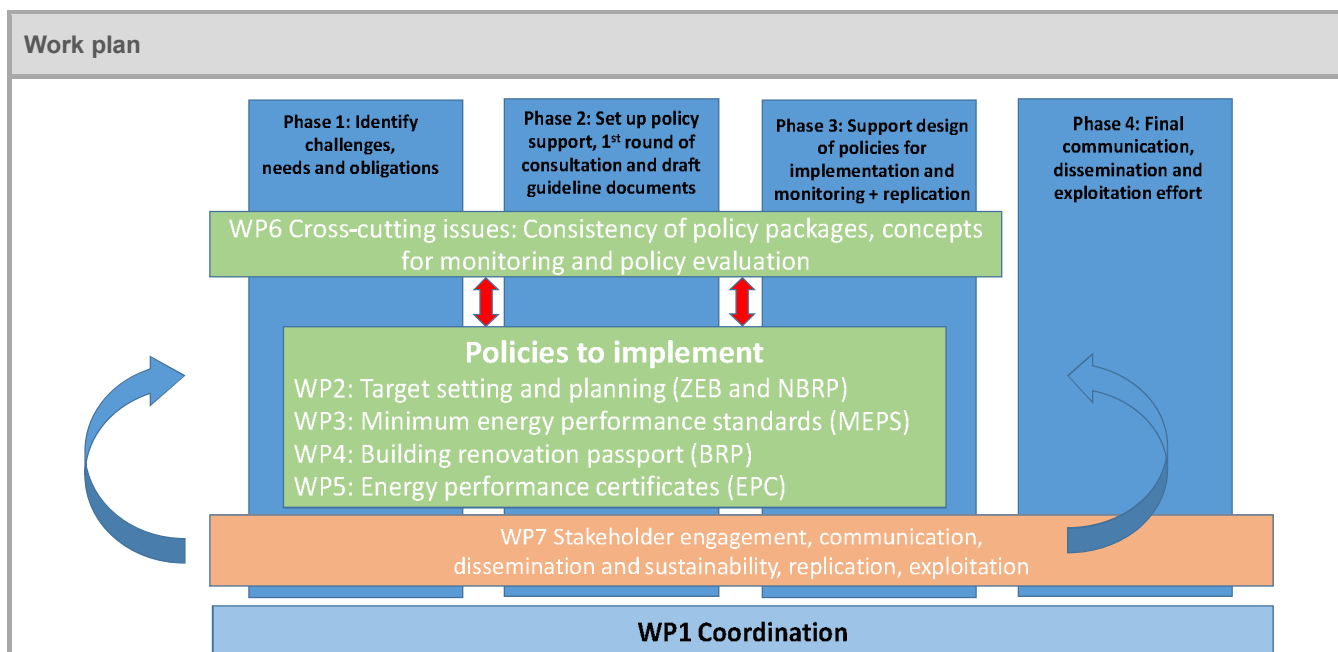 Work plan
Phase 1: Identify
challenges,
needs and obligations
Phase 2: Set up policy
support, 1st round of
consultation and draft
guideline documents
Phase 3: Support design
of policies for
implementation and
monitoring + replication
Phase 4: Final
communication,
dissemination and
exploitation effort
WP6 Cross-cutting issues: Consistency of policy packages, concepts
for monitoring and policy evaluation
Policies to implement
WP2: Target setting and planning (ZEB and NBRP)
WP3: Minimum energy performance standards (MEPS)
WP4: Building renovation passport (BRP)
WP5: Energy performance certificates (EPC)
WP7 Stakeholder engagement, communication,
dissemination and sustainability, replication, exploitation
WP1 Coordination